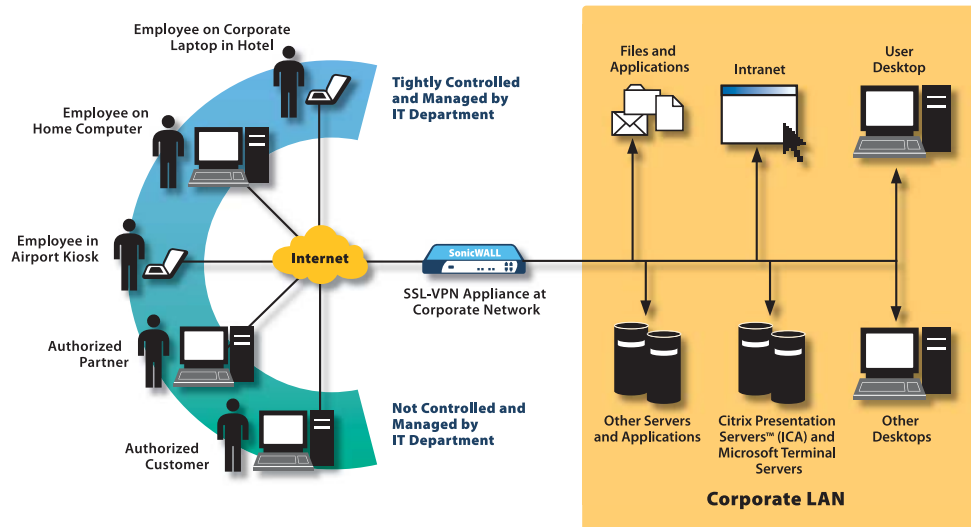 Employee on Corporate
Laptop in Hotel
Tightly Controlled
and Managed by
IT Department
Employee on
Home Computer
Employee in
Airport Kiosk
Internet
SonicWALL
SSL-VPN Appliance at
Corporate Network
Authorized
Partner
Authorized
Customer
Not Controlled and
Managed by
IT Department
Files and
Applications
Intranet
User
Desktop
Other Servers
and Applications
Citrix Presentation
Servers™ (ICA) and
Microsoft Terminal
Servers
Other
Desktops
Corporate LAN